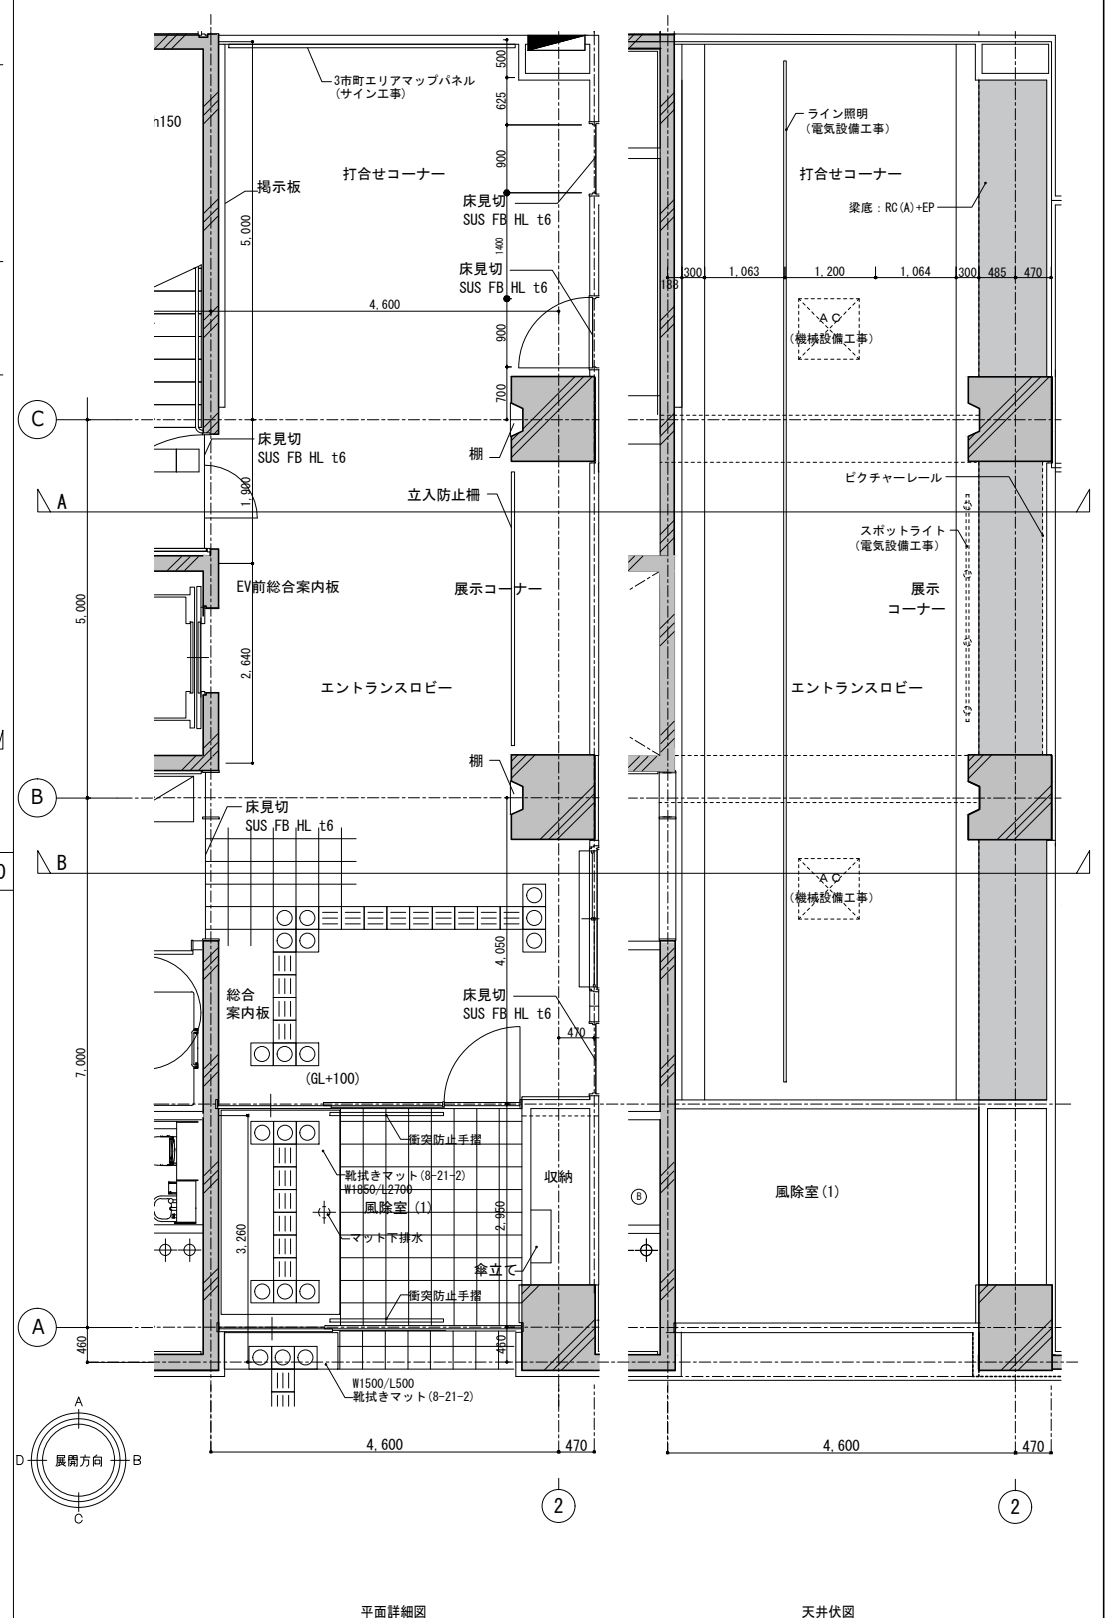 3市町エリアマップパネル
(サイン工事)
h150
打合せコーナー
掲示板
床見切
SUS FB HL t6
床見切
SUS FB HL t6
500
625
900
1400
900
700
5,000
4,600
C
床見切
SUS FB HL t6
棚
立入防止柵
A
1,900
EV前総合案内板
展示コーナー
5,000
2,640
エントランスロビー
棚
B
床見切
SUS FB HL t6
B
4,050
総合
案内板
床見切
SUS FB HL t6
470
7,000
(GL+100)
衝突防止手摺
靴拭きマット(8-21-2)
W1850/L2700
風除室(1)
収納
2,950
3,260
マット下排水
傘立て
衝突防止手摺
A
460
460
W1500/L500
靴拭きマット(8-21-2)
4,600
470
2
A
D
展開方向
B
C
平面詳細図
ライン照明
(電気設備工事)
打合せコーナー
梁底：RC(A)+EP
188
300
1,063
1,200
1,064
300
485
470
AC
(機械設備工事)
ピクチャーレール
スポットライト
(電気設備工事)
展示
コーナー
エントランスロビー
AC
(機械設備工事)
B
風除室(1)
4,600
470
2
天井伏図